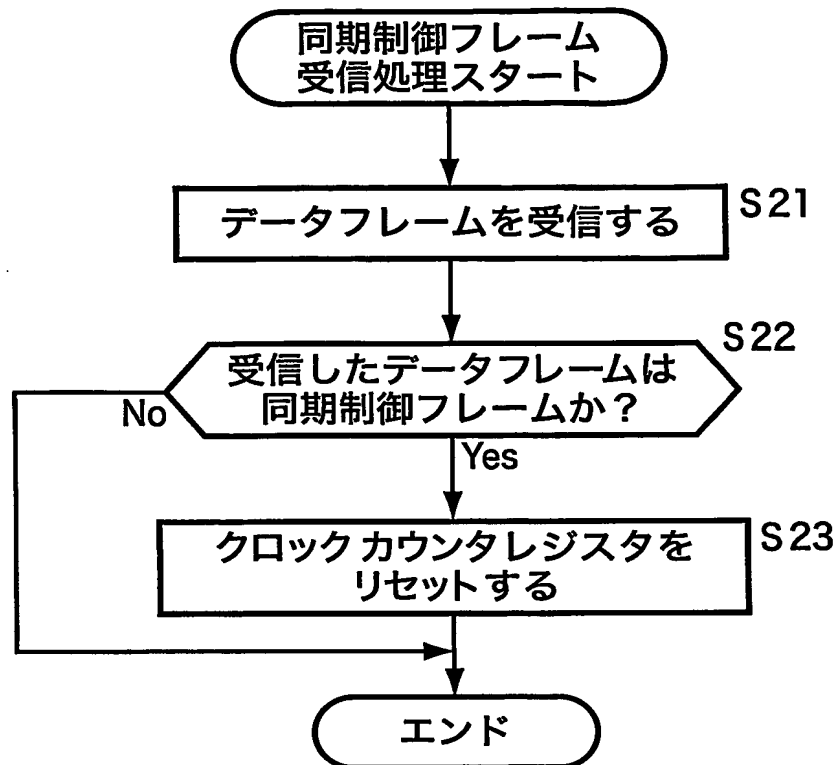 同期制御フレーム
受信処理スタート
データフレームを受信する
S21
受信したデータフレームは
同期制御フレームか？
S22
No
Yes
クロックカウンタレジスタを
リセットする
S23
エンド